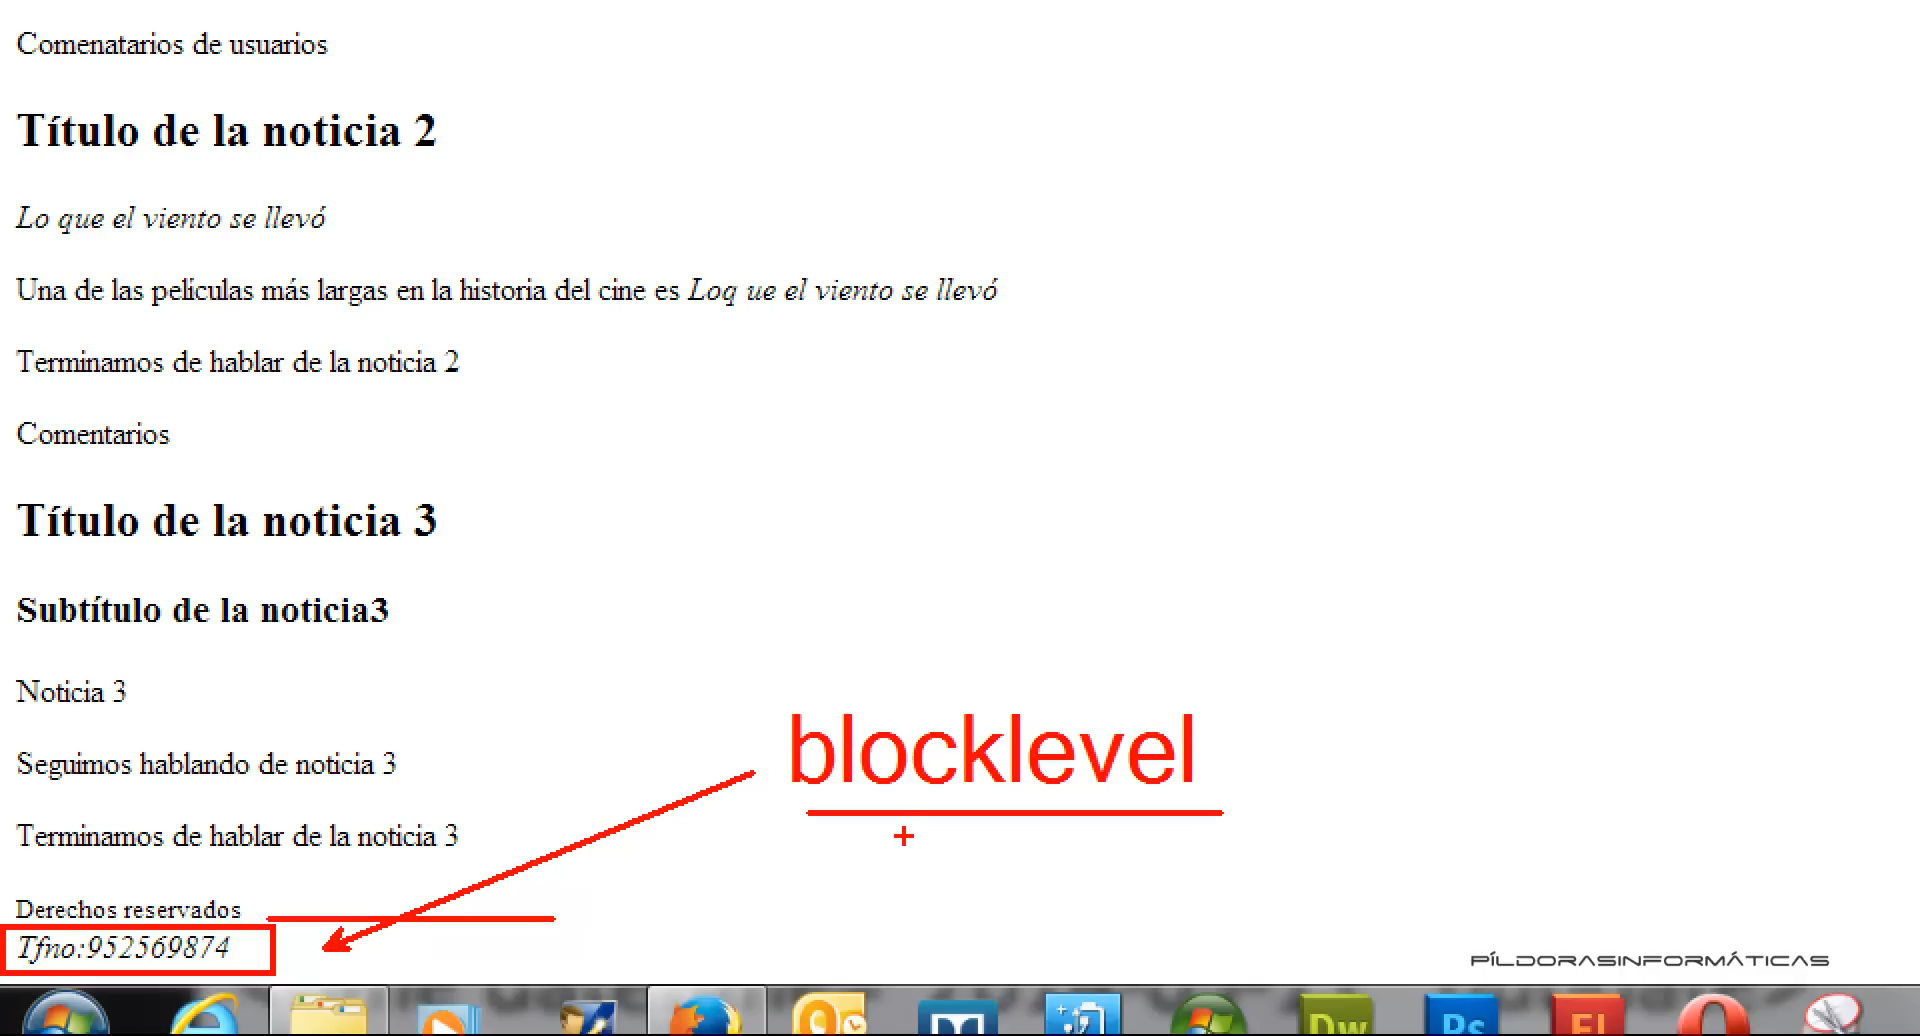 Comenatarios de usuarios
Título de la noticia 2
Lo que el viento se llevó
Una de las películas más largas en la historia del cine es Loq ue el viento se llevó
Terminamos de hablar de la noticia 2
Comentarios
Título de la noticia 3
Subtítulo de la noticia3
Noticia 3
Seguimos hablando de noticia 3
blocklevel
Terminamos de hablar de la noticia 3
Derechos reservados
Tfno:952569874
PÍLDORASINFORMÁTICAS
Dw
Ps